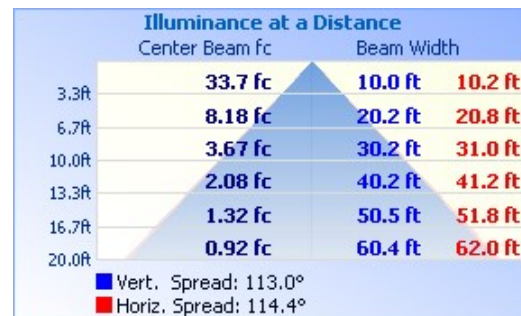 Illuminance at a Distance
Center Beam fc Beam Width
33.7 fc 10.0 ft 10.2 ft
3.3ft
8.18 fc 20.2 ft 20.8 ft
6.7ft
3.67 fc 30.2 ft 31.0 ft
10.0ft
2.08 fc 40.2 ft 41.2 ft
13.3ft
1.32 fc 50.5 ft 51.8 ft
16.7ft
0.92 fc 60.4 ft 62.0 ft
20.0ft
Vert. Spread: 113.0°
Horiz. Spread: 114.4°